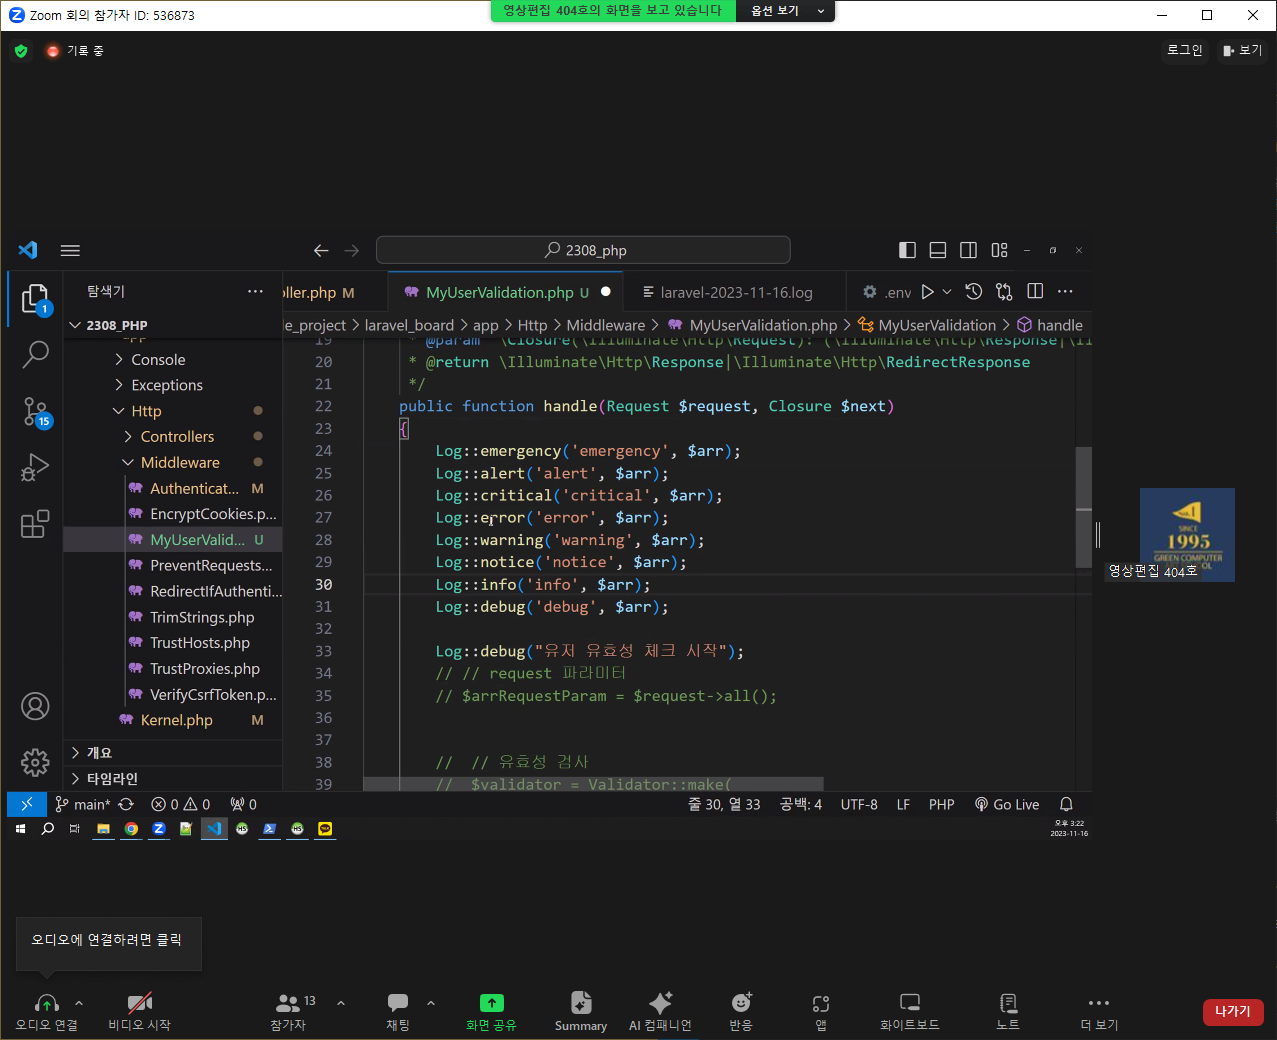 Zoom 회의 참가자 ID: 536873
영상편집 404호의 화면을 보고 있습니다
옵션 보기
기록 중
로그인
보기
2308_php
탐색기
oller.php M
MyUserValidation.php U
laravel-2023-11-16.log
.env
2308_PHP
le_project > laravel_board > app > Http > Middleware > MyUserValidation.php > MyUserValidation > handle
app
Console
Exceptions
Http
Controllers
Middleware
Authenticat... M
EncryptCookies.p...
MyUserValid... U
PreventRequests...
RedirectIfAuthenti...
TrimStrings.php
TrustHosts.php
TrustProxies.php
VerifyCsrfToken.p...
Kernel.php M
개요
타임라인
19 * @param \Closure(\Illuminate\Http\Request): (\Illuminate\Http\Response|\Il
20 * @return \Illuminate\Http\Response|\Illuminate\Http\RedirectResponse
21 */
22 public function handle(Request $request, Closure $next)
23 {
24 Log::emergency('emergency', $arr);
25 Log::alert('alert', $arr);
26 Log::critical('critical', $arr);
27 Log::error('error', $arr);
28 Log::warning('warning', $arr);
29 Log::notice('notice', $arr);
30 Log::info('info', $arr);
31 Log::debug('debug', $arr);
32
33 Log::debug("유저 유효성 체크 시작");
34 // // request 파라미터
35 // $arrRequestParam = $request->all();
36
37
38 // // 유효성 검사
39 // $validator = Validator::make(
1
15
No.1
SINCE
1995
GREEN COMPUTER
영상편집 404호
main* 0 0 0
줄 30, 열 33 공백: 4 UTF-8 LF PHP Go Live
오후 3:22
2023-11-16
오디오에 연결하려면 클릭
오디오 연결
비디오 시작
13
참가자
채팅
화면 공유
Summary
AI 컴패니언
반응
앱
화이트보드
노트
더 보기
나가기